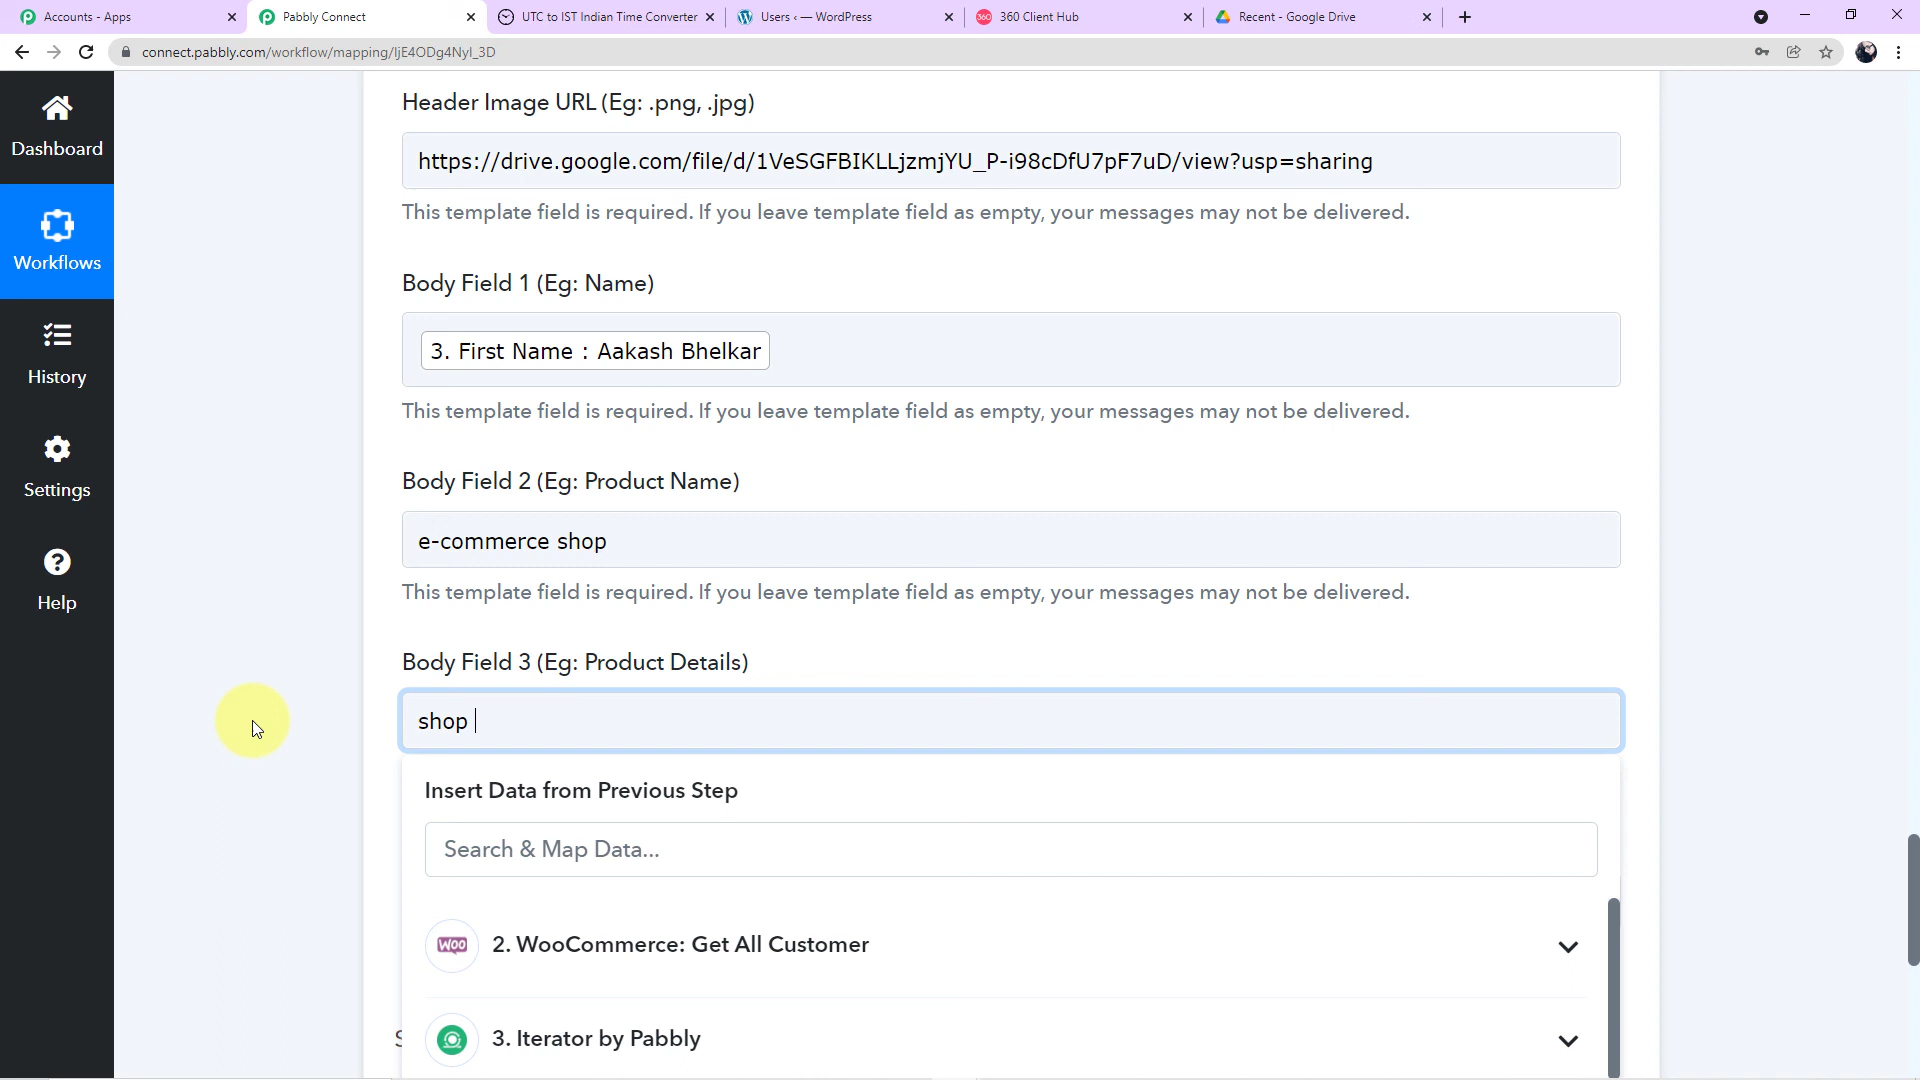 Accounts - Apps
Pabbly Connect
UTC to IST Indian Time Converter
Users ‹ — WordPress
360 Client Hub
Recent - Google Drive
connect.pabbly.com/workflow/mapping/IjE4ODg4NyI_3D
Dashboard
Workflows
History
Settings
Help
Header Image URL (Eg: .png, .jpg)
https://drive.google.com/file/d/1VeSGFBIKLLjzmjYU_P-i98cDfU7pF7uD/view?usp=sharing
This template field is required. If you leave template field as empty, your messages may not be delivered.
Body Field 1 (Eg: Name)
3. First Name : Aakash Bhelkar
This template field is required. If you leave template field as empty, your messages may not be delivered.
Body Field 2 (Eg: Product Name)
e-commerce shop
This template field is required. If you leave template field as empty, your messages may not be delivered.
Body Field 3 (Eg: Product Details)
shop
Insert Data from Previous Step
Search & Map Data...
WOO
2. WooCommerce: Get All Customer
3. Iterator by Pabbly